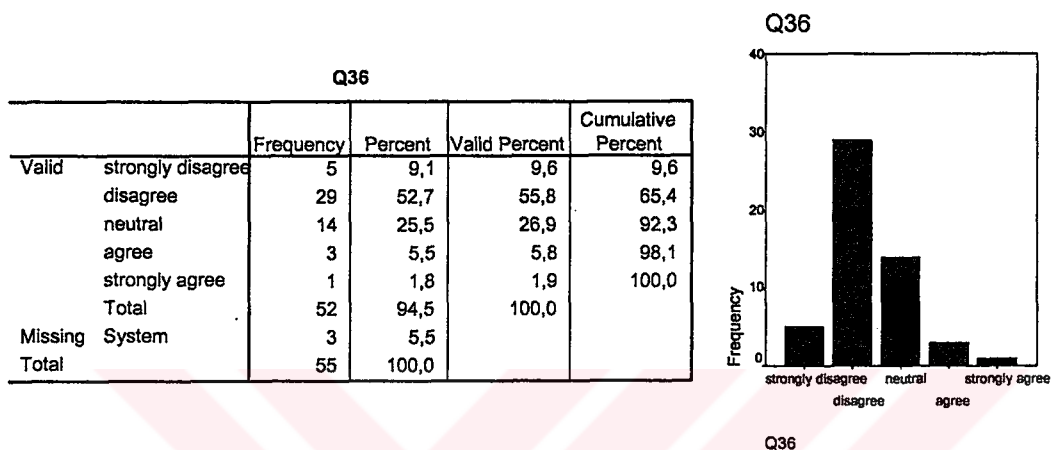 Q36
Frequency Percent Valid Percent Cumulative Percent
Valid strongly disagree 5 9,1 9,6 9,6
disagree 29 52,7 55,8 65,4
neutral 14 25,5 26,9 92,3
agree 3 5,5 5,8 98,1
strongly agree 1 1,8 1,9 100,0
Total 52 94,5 100,0
Missing System 3 5,5
Total 55 100,0
Q36
40
30
20
10
0
Frequency
strongly disagree neutral strongly agree
disagree agree
Q36